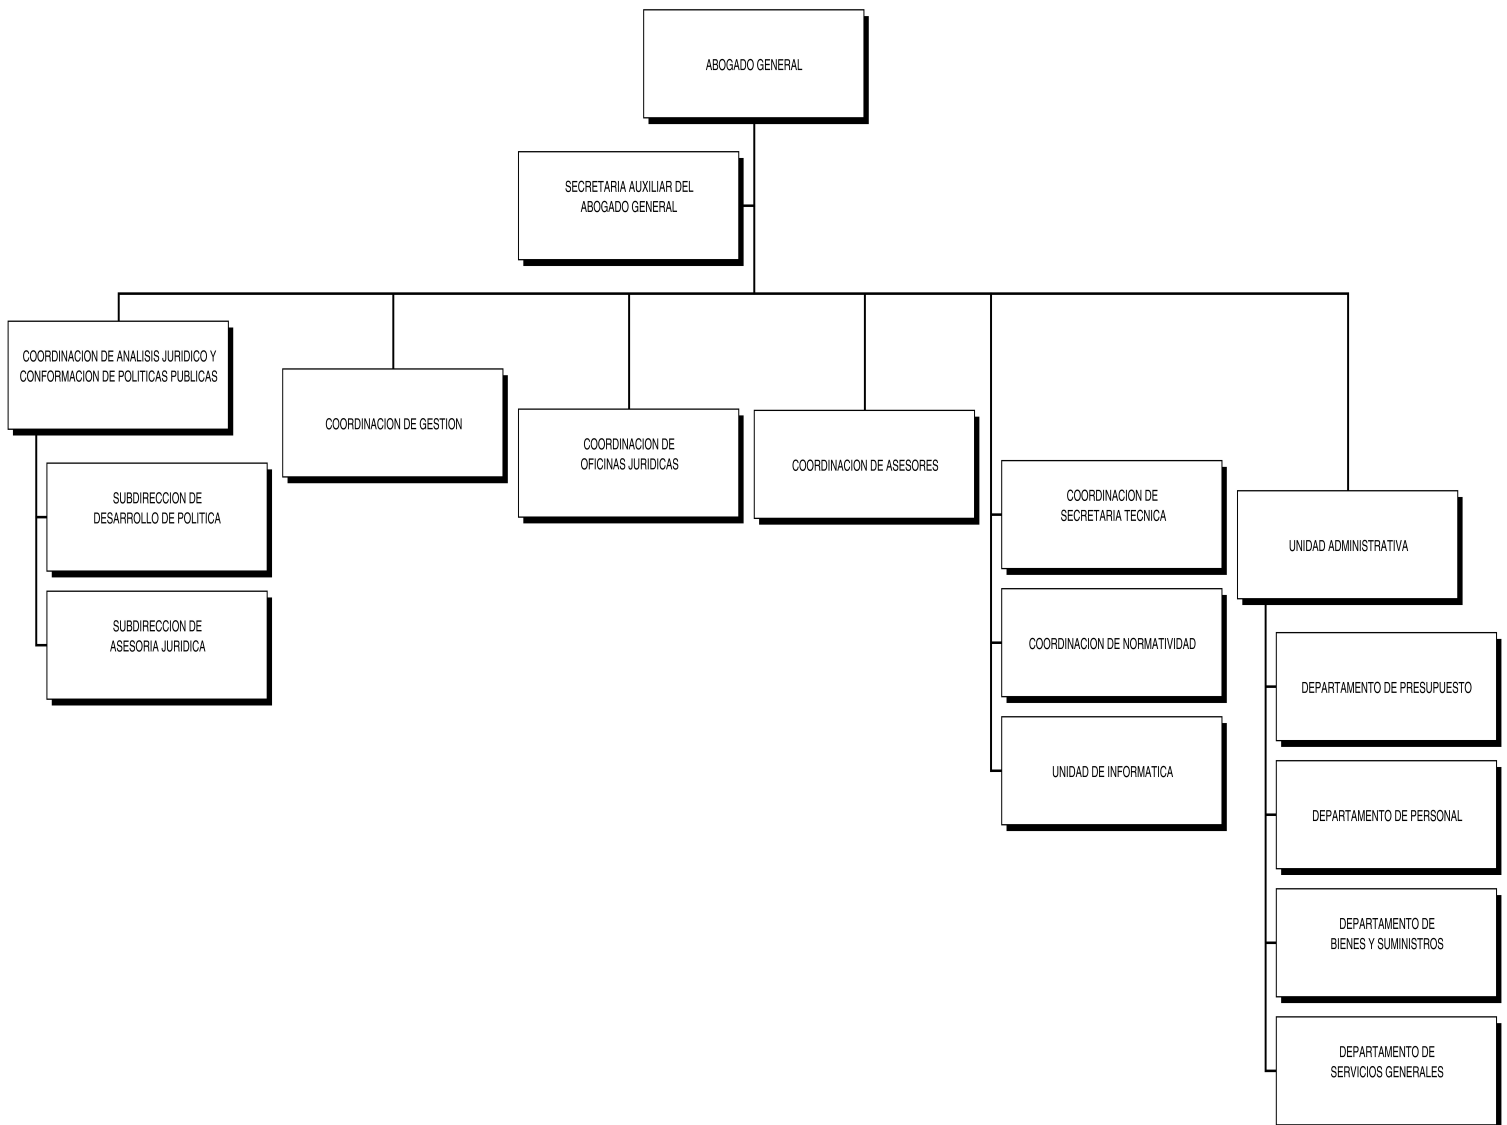 ABOGADO GENERAL
SECRETARIA AUXILIAR DEL
ABOGADO GENERAL
COORDINACION DE ANALISIS JURIDICO Y
CONFORMACION DE POLITICAS PUBLICAS
SUBDIRECCION DE
DESARROLLO DE POLITICA
SUBDIRECCION DE
ASESORIA JURIDICA
COORDINACION DE GESTION
COORDINACION DE
OFICINAS JURIDICAS
COORDINACION DE ASESORES
COORDINACION DE
SECRETARIA TECNICA
COORDINACION DE NORMATIVIDAD
UNIDAD DE INFORMATICA
UNIDAD ADMINISTRATIVA
DEPARTAMENTO DE PRESUPUESTO
DEPARTAMENTO DE PERSONAL
DEPARTAMENTO DE
BIENES Y SUMINISTROS
DEPARTAMENTO DE
SERVICIOS GENERALES